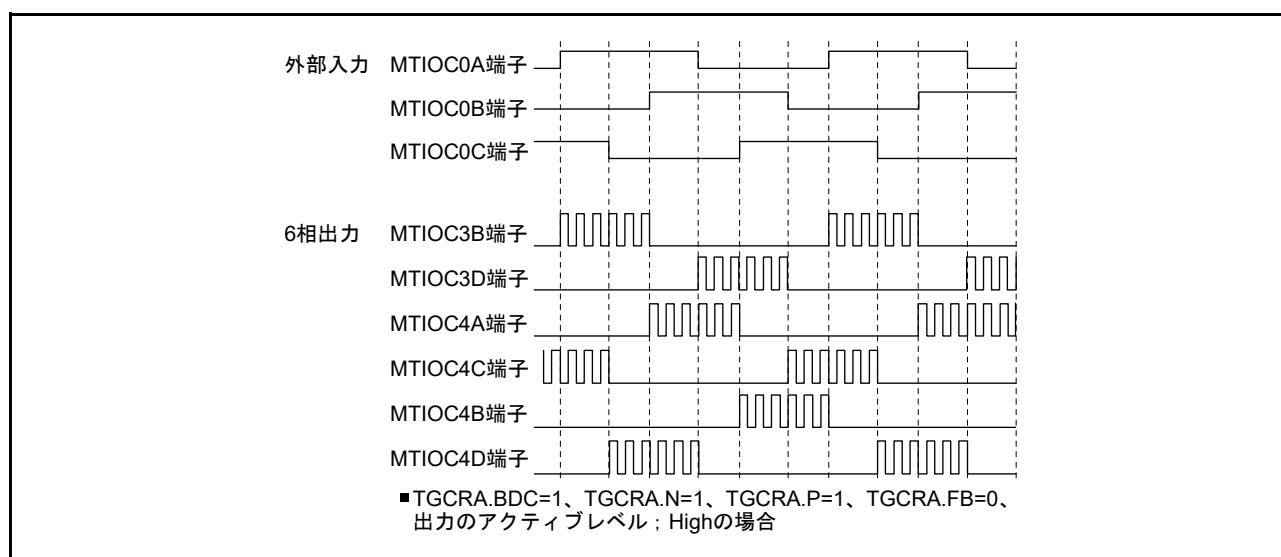 外部入力 MTIOC0A端子
MTIOC0B端子
MTIOC0C端子
6相出力 MTIOC3B端子
MTIOC3D端子
MTIOC4A端子
MTIOC4C端子
MTIOC4B端子
MTIOC4D端子
■TGCRA.BDC=1、TGCRA.N=1、TGCRA.P=1、TGCRA.FB=0、
出力のアクティブレベル；Highの場合